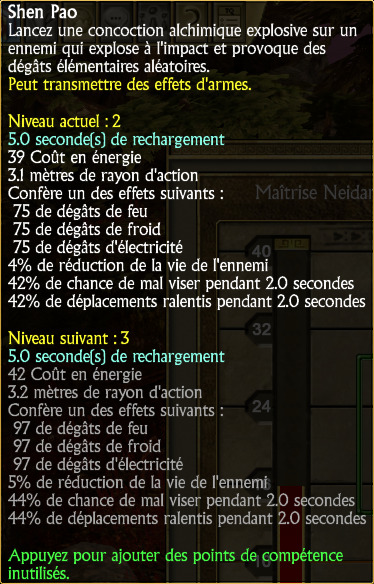 Shen Pao
Lancez une concoction alchimique explosive sur un
ennemi qui explose à l'impact et provoque des
dégâts élémentaires aléatoires.
Peut transmettre des effets d'armes.
Niveau actuel : 2
5.0 seconde(s) de rechargement
39 Coût en énergie
3.1 mètres de rayon d'action
Confère un des effets suivants :
75 de dégâts de feu
75 de dégâts de froid
75 de dégâts d'électricité
4% de réduction de la vie de l'ennemi
42% de chance de mal viser pendant 2.0 secondes
42% de déplacements ralentis pendant 2.0 secondes
Niveau suivant : 3
5.0 seconde(s) de rechargement
42 Coût en énergie
3.2 mètres de rayon d'action
Confère un des effets suivants :
97 de dégâts de feu
97 de dégâts de froid
97 de dégâts d'électricité
5% de réduction de la vie de l'ennemi
44% de chance de mal viser pendant 2.0 secondes
44% de déplacements ralentis pendant 2.0 secondes
Appuyez pour ajouter des points de compétence
inutilisés.
Maîtrise Neidan
40
32
24
16